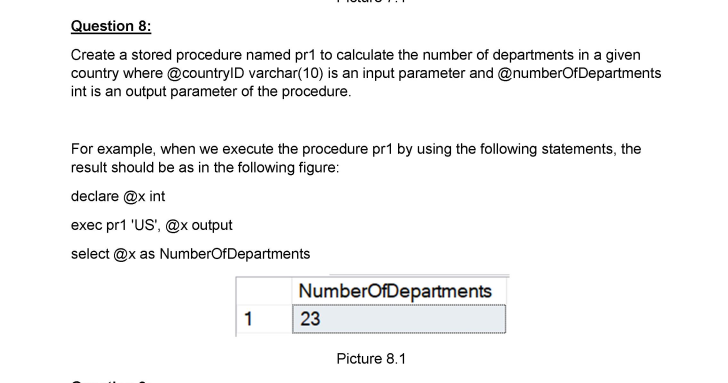 Question 8:
Create a stored procedure named pr1 to calculate the number of departments in a given
country where @countryID varchar(10) is an input parameter and @numberOfDepartments
int is an output parameter of the procedure.
For example, when we execute the procedure pr1 by using the following statements, the
result should be as in the following figure:
declare @x int
exec pr1 'US', @x output
select @x as NumberOfDepartments
NumberOfDepartments
1 23
Picture 8.1